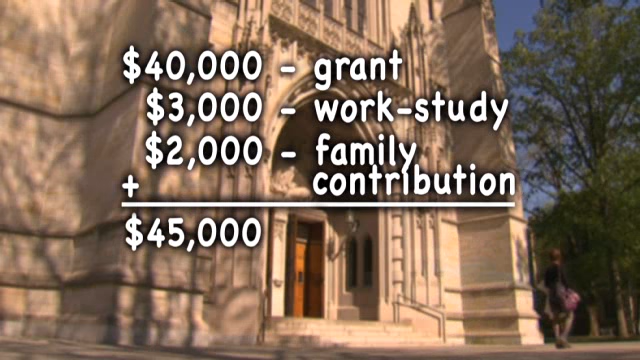 $40,000 - grant
$3,000 - work-study
$2,000 - family
+ contribution
$45,000